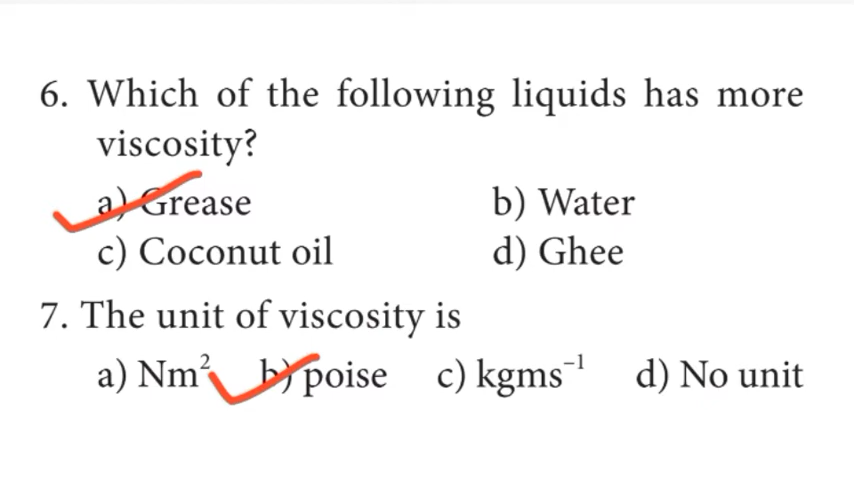 6. Which of the following liquids has more
viscosity?
a) Grease b) Water
c) Coconut oil d) Ghee
7. The unit of viscosity is
a) Nm² b) poise c) kgms⁻¹ d) No unit